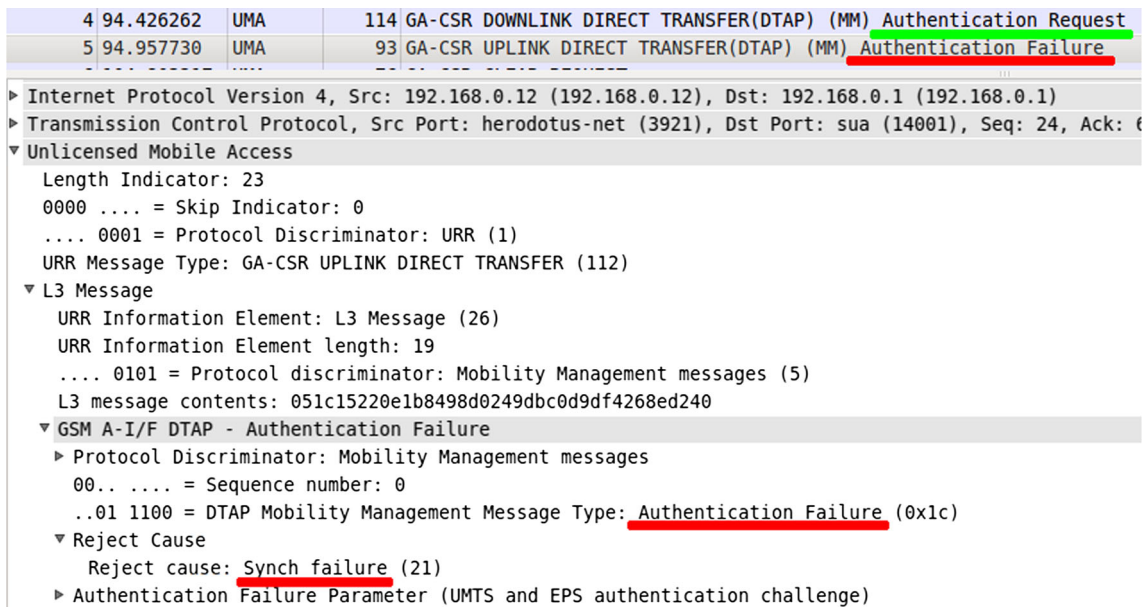 4 94.426262 UMA 114 GA-CSR DOWNLINK DIRECT TRANSFER(DTAP) (MM) Authentication Request
5 94.957730 UMA 93 GA-CSR UPLINK DIRECT TRANSFER(DTAP) (MM) Authentication Failure
Internet Protocol Version 4, Src: 192.168.0.12 (192.168.0.12), Dst: 192.168.0.1 (192.168.0.1)
Transmission Control Protocol, Src Port: herodotus-net (3921), Dst Port: sua (14001), Seq: 24, Ack:
Unlicensed Mobile Access
Length Indicator: 23
0000 .... = Skip Indicator: 0
.... 0001 = Protocol Discriminator: URR (1)
URR Message Type: GA-CSR UPLINK DIRECT TRANSFER (112)
L3 Message
URR Information Element: L3 Message (26)
URR Information Element length: 19
.... 0101 = Protocol discriminator: Mobility Management messages (5)
L3 message contents: 051c15220e1b8498d0249dbc0d9df4268ed240
GSM A-I/F DTAP - Authentication Failure
Protocol Discriminator: Mobility Management messages
00.. .... = Sequence number: 0
..01 1100 = DTAP Mobility Management Message Type: Authentication Failure (0x1c)
Reject Cause
Reject cause: Synch failure (21)
Authentication Failure Parameter (UMTS and EPS authentication challenge)